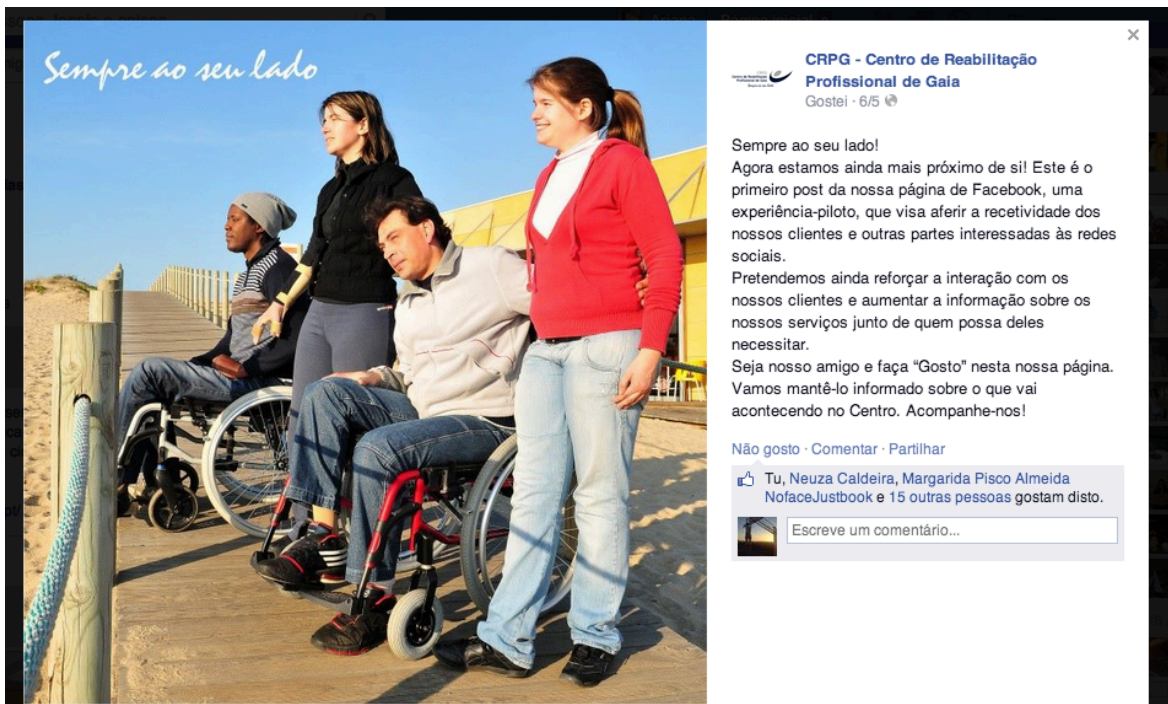 Sempre ao seu lado
CRPG - Centro de Reabilitação
Profissional de Gaia
Gostei · 6/5
Sempre ao seu lado!
Agora estamos ainda mais próximo de si! Este é o
primeiro post da nossa página de Facebook, uma
experiência-piloto, que visa aferir a recetividade dos
nossos clientes e outras partes interessadas às redes
sociais.
Pretendemos ainda reforçar a interação com os
nossos clientes e aumentar a informação sobre os
nossos serviços junto de quem possa deles
necessitar.
Seja nosso amigo e faça “Gosto” nesta nossa página.
Vamos mantê-lo informado sobre o que vai
acontecendo no Centro. Acompanhe-nos!
Não gosto · Comentar · Partilhar
Tu, Neuza Caldeira, Margarida Pisco Almeida
NofaceJustbook e 15 outras pessoas gostam disto.
Escreve um comentário...